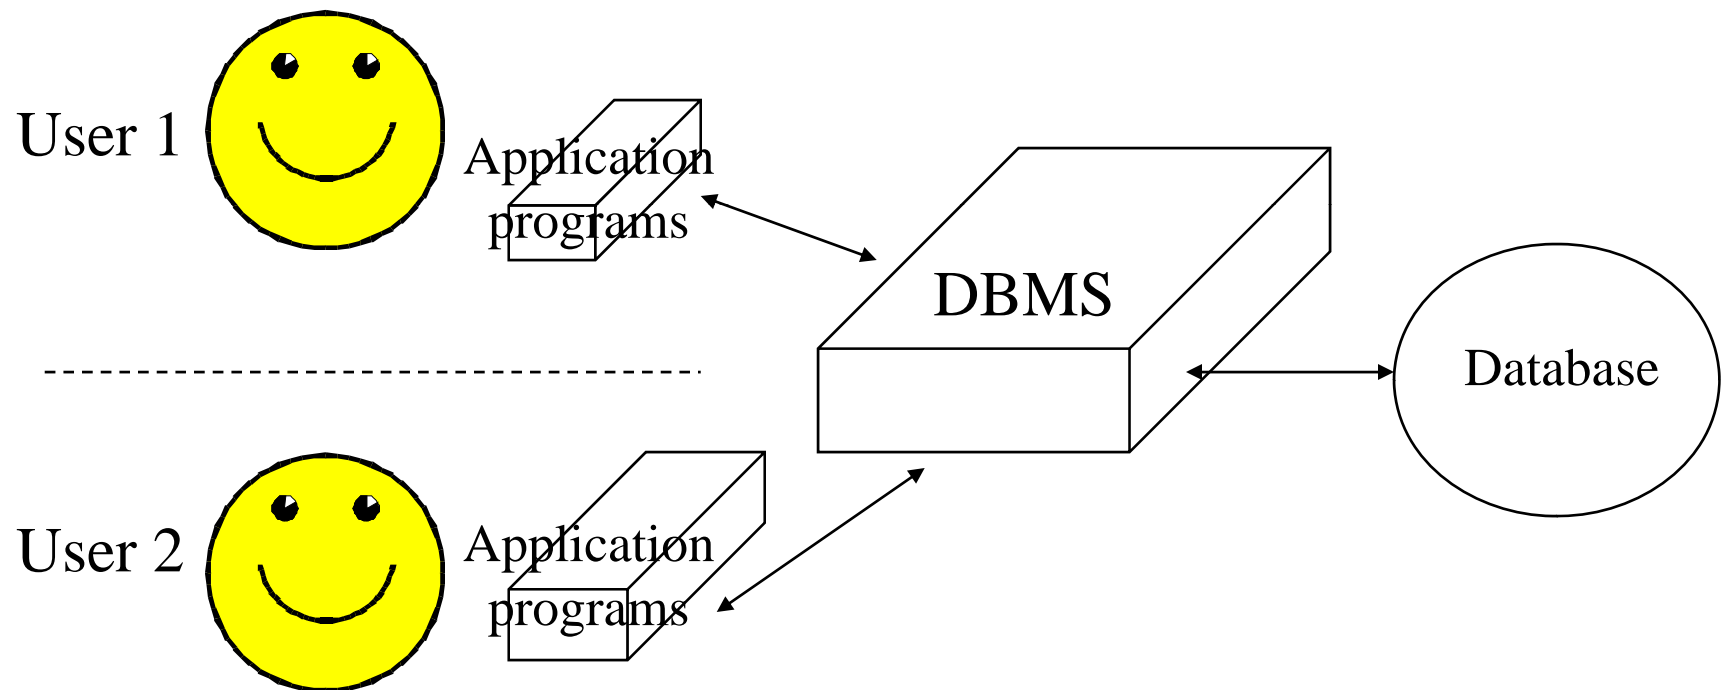 User 1
Application
programs
DBMS
Database
User 2
Application
programs